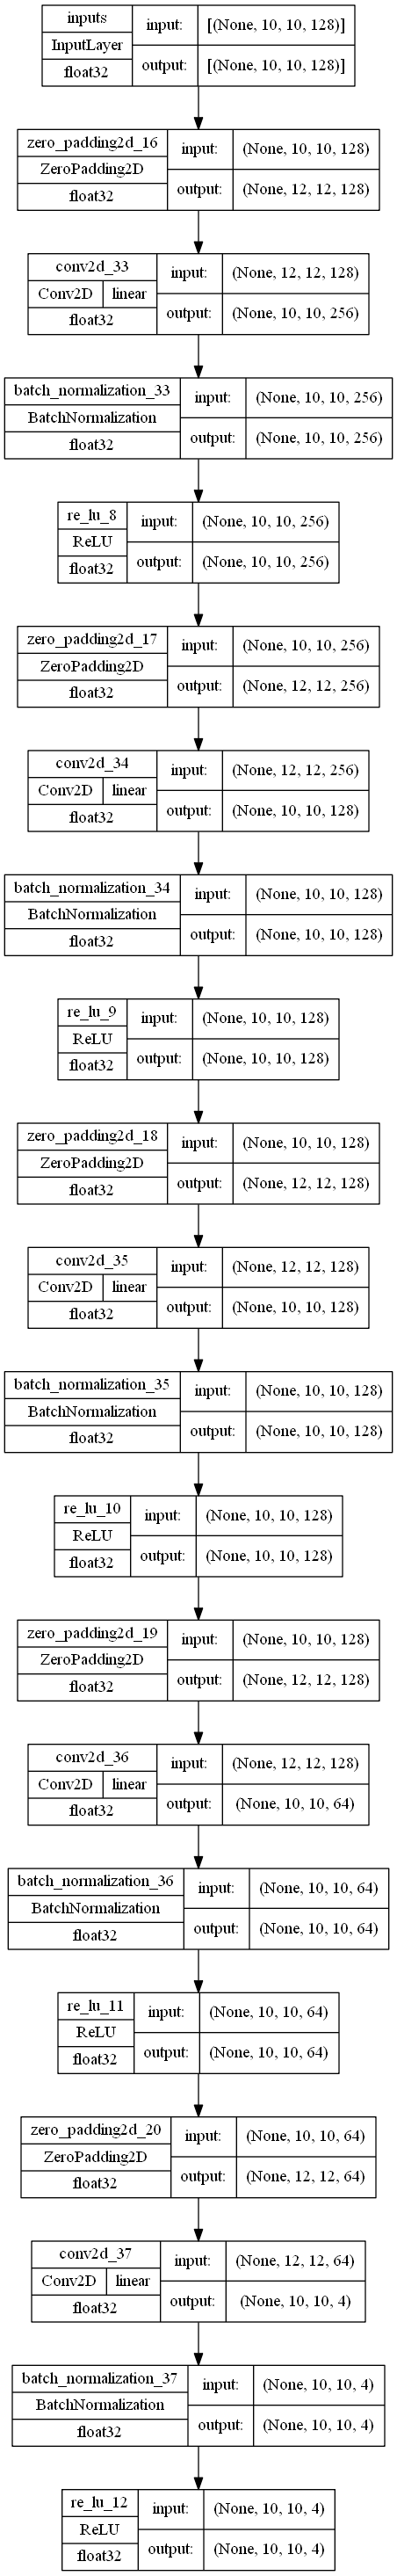 inputs
InputLayer
float32
input:
[(None, 10, 10, 128)]
output:
[(None, 10, 10, 128)]
zero_padding2d_16
ZeroPadding2D
float32
input:
(None, 10, 10, 128)
output:
(None, 12, 12, 128)
conv2d_33
Conv2D
linear
float32
input:
(None, 12, 12, 128)
output:
(None, 10, 10, 256)
batch_normalization_33
BatchNormalization
float32
input:
(None, 10, 10, 256)
output:
(None, 10, 10, 256)
re_lu_8
ReLU
float32
input:
(None, 10, 10, 256)
output:
(None, 10, 10, 256)
zero_padding2d_17
ZeroPadding2D
float32
input:
(None, 10, 10, 256)
output:
(None, 12, 12, 256)
conv2d_34
Conv2D
linear
float32
input:
(None, 12, 12, 256)
output:
(None, 10, 10, 128)
batch_normalization_34
BatchNormalization
float32
input:
(None, 10, 10, 128)
output:
(None, 10, 10, 128)
re_lu_9
ReLU
float32
input:
(None, 10, 10, 128)
output:
(None, 10, 10, 128)
zero_padding2d_18
ZeroPadding2D
float32
input:
(None, 10, 10, 128)
output:
(None, 12, 12, 128)
conv2d_35
Conv2D
linear
float32
input:
(None, 12, 12, 128)
output:
(None, 10, 10, 128)
batch_normalization_35
BatchNormalization
float32
input:
(None, 10, 10, 128)
output:
(None, 10, 10, 128)
re_lu_10
ReLU
float32
input:
(None, 10, 10, 128)
output:
(None, 10, 10, 128)
zero_padding2d_19
ZeroPadding2D
float32
input:
(None, 10, 10, 128)
output:
(None, 12, 12, 128)
conv2d_36
Conv2D
linear
float32
input:
(None, 12, 12, 128)
output:
(None, 10, 10, 64)
batch_normalization_36
BatchNormalization
float32
input:
(None, 10, 10, 64)
output:
(None, 10, 10, 64)
re_lu_11
ReLU
float32
input:
(None, 10, 10, 64)
output:
(None, 10, 10, 64)
zero_padding2d_20
ZeroPadding2D
float32
input:
(None, 10, 10, 64)
output:
(None, 12, 12, 64)
conv2d_37
Conv2D
linear
float32
input:
(None, 12, 12, 64)
output:
(None, 10, 10, 4)
batch_normalization_37
BatchNormalization
float32
input:
(None, 10, 10, 4)
output:
(None, 10, 10, 4)
re_lu_12
ReLU
float32
input:
(None, 10, 10, 4)
output:
(None, 10, 10, 4)